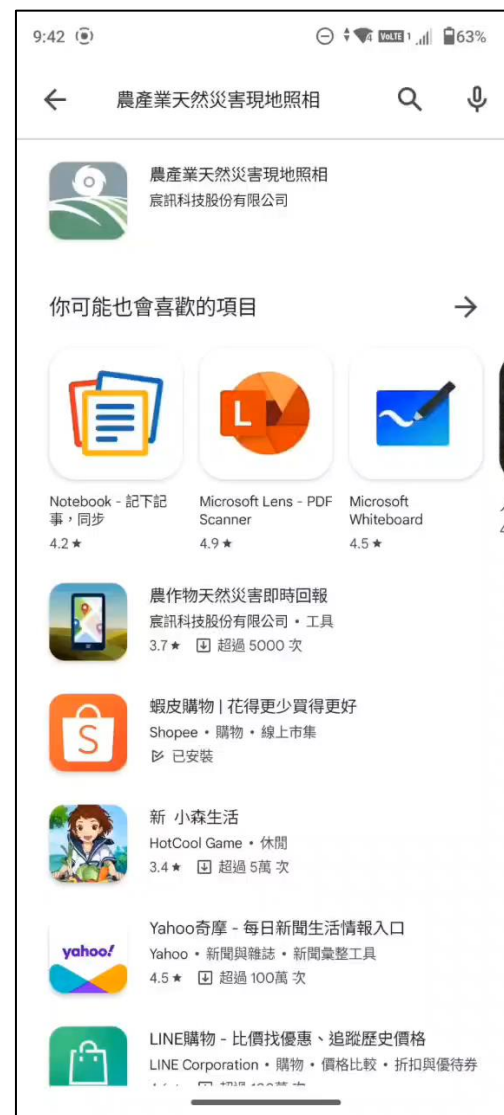 9:42
VoLTE 1
63%
農產業天然災害現地照相
農產業天然災害現地照相
宸訊科技股份有限公司
你可能也會喜歡的項目
L
Notebook - 記下記
事，同步
4.2 ★
Microsoft Lens - PDF
Scanner
4.9 ★
Microsoft
Whiteboard
4.5 ★
農作物天然災害即時回報
宸訊科技股份有限公司 • 工具
3.7 ★ 超過 5000 次
S
蝦皮購物 | 花得更少買得更好
Shopee • 購物 • 線上市集
已安裝
新 小森生活
HotCool Game • 休閒
3.4 ★ 超過 5萬 次
yahoo!
Yahoo奇摩 - 每日新聞生活情報入口
Yahoo • 新聞與雜誌 • 新聞彙整工具
4.5 ★ 超過 100萬 次
LINE購物 - 比價找優惠、追蹤歷史價格
LINE Corporation • 購物 • 價格比較 • 折扣與優待券